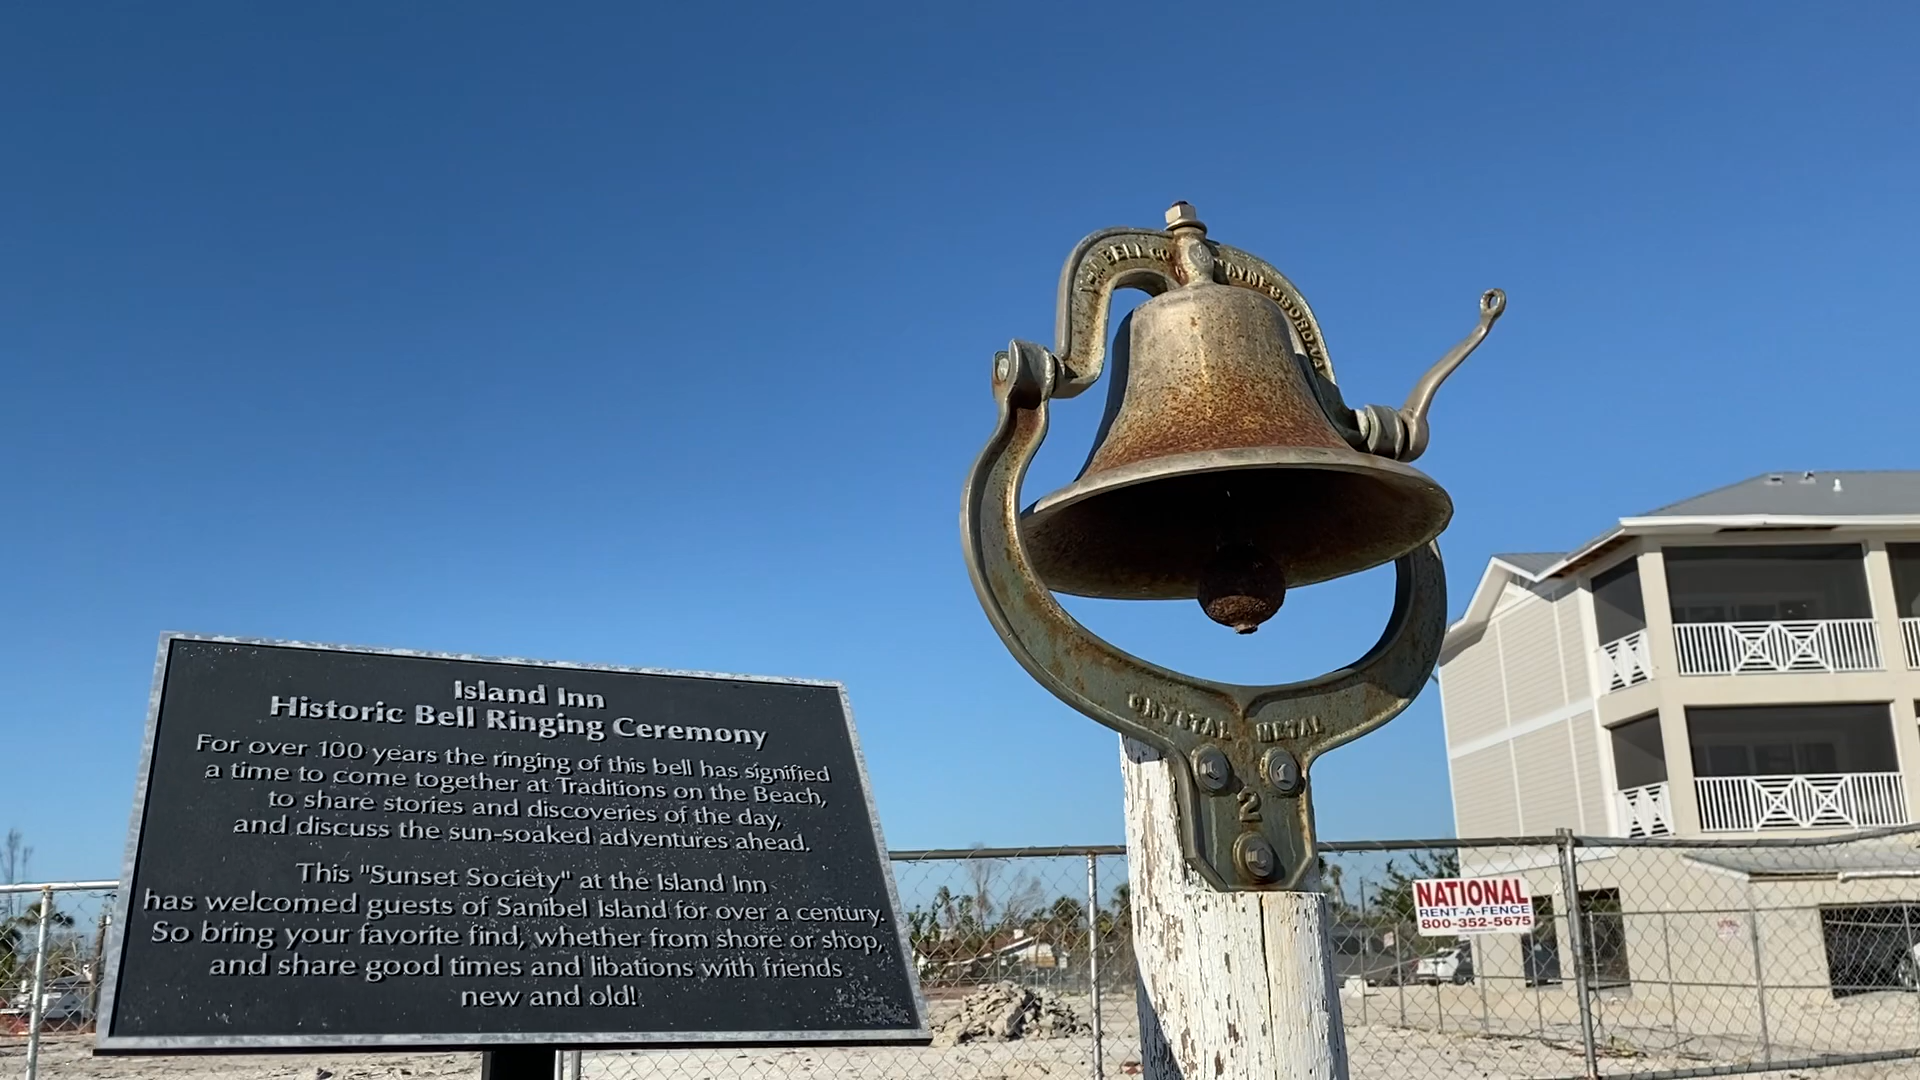 Island Inn
Historic Bell Ringing Ceremony
For over 100 years the ringing of this bell has signified
a time to come together at Traditions on the Beach,
to share stories and discoveries of the day,
and discuss the sun-soaked adventures ahead.
This "Sunset Society" at the Island Inn
has welcomed guests of Sanibel Island for over a century.
So bring your favorite find, whether from shore or shop,
and share good times and libations with friends
new and old!
BELL CO WAYNESBORO, VA
CRYSTAL METAL
2
NATIONAL
RENT-A-FENCE
800-352-5675